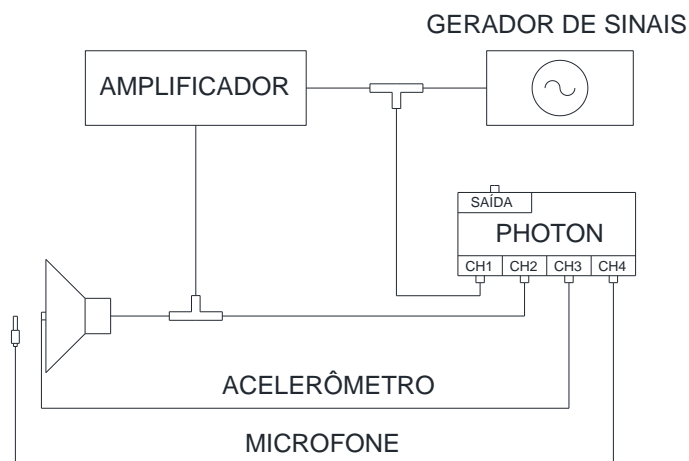 GERADOR DE SINAIS
AMPLIFICADOR
SAÍDA
PHOTON
CH1 CH2 CH3 CH4
ACELERÔMETRO
MICROFONE